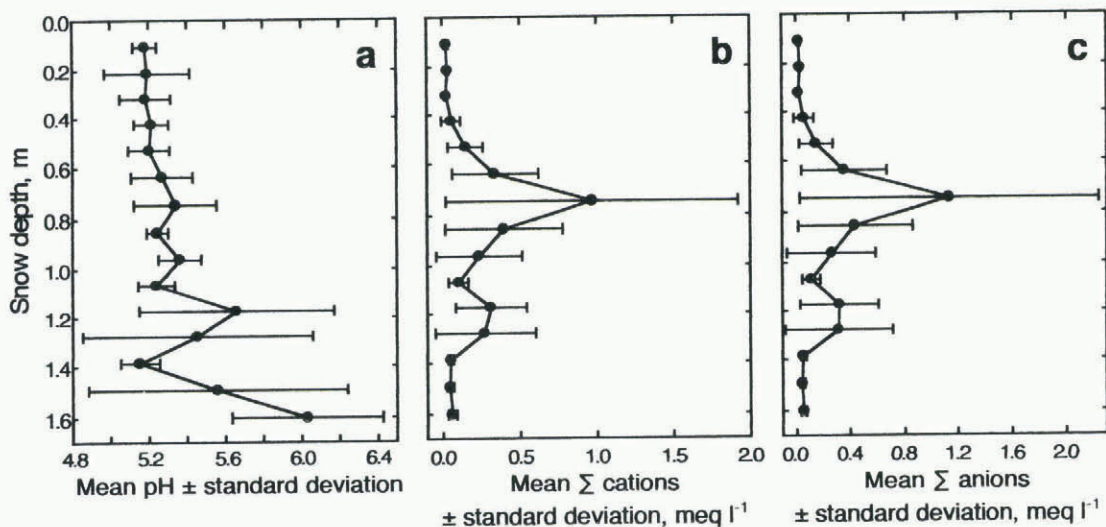 a
b
c
Snow depth, m
0.0
0.2
0.4
0.6
0.8
1.0
1.2
1.4
1.6
4.8 5.2 5.6 6.0 6.4
Mean pH ± standard deviation
0.0 0.5 1.0 1.5 2.0
Mean ∑ cations
± standard deviation, meq l⁻¹
0.0 0.4 0.8 1.2 1.6 2.0
Mean ∑ anions
± standard deviation, meq l⁻¹